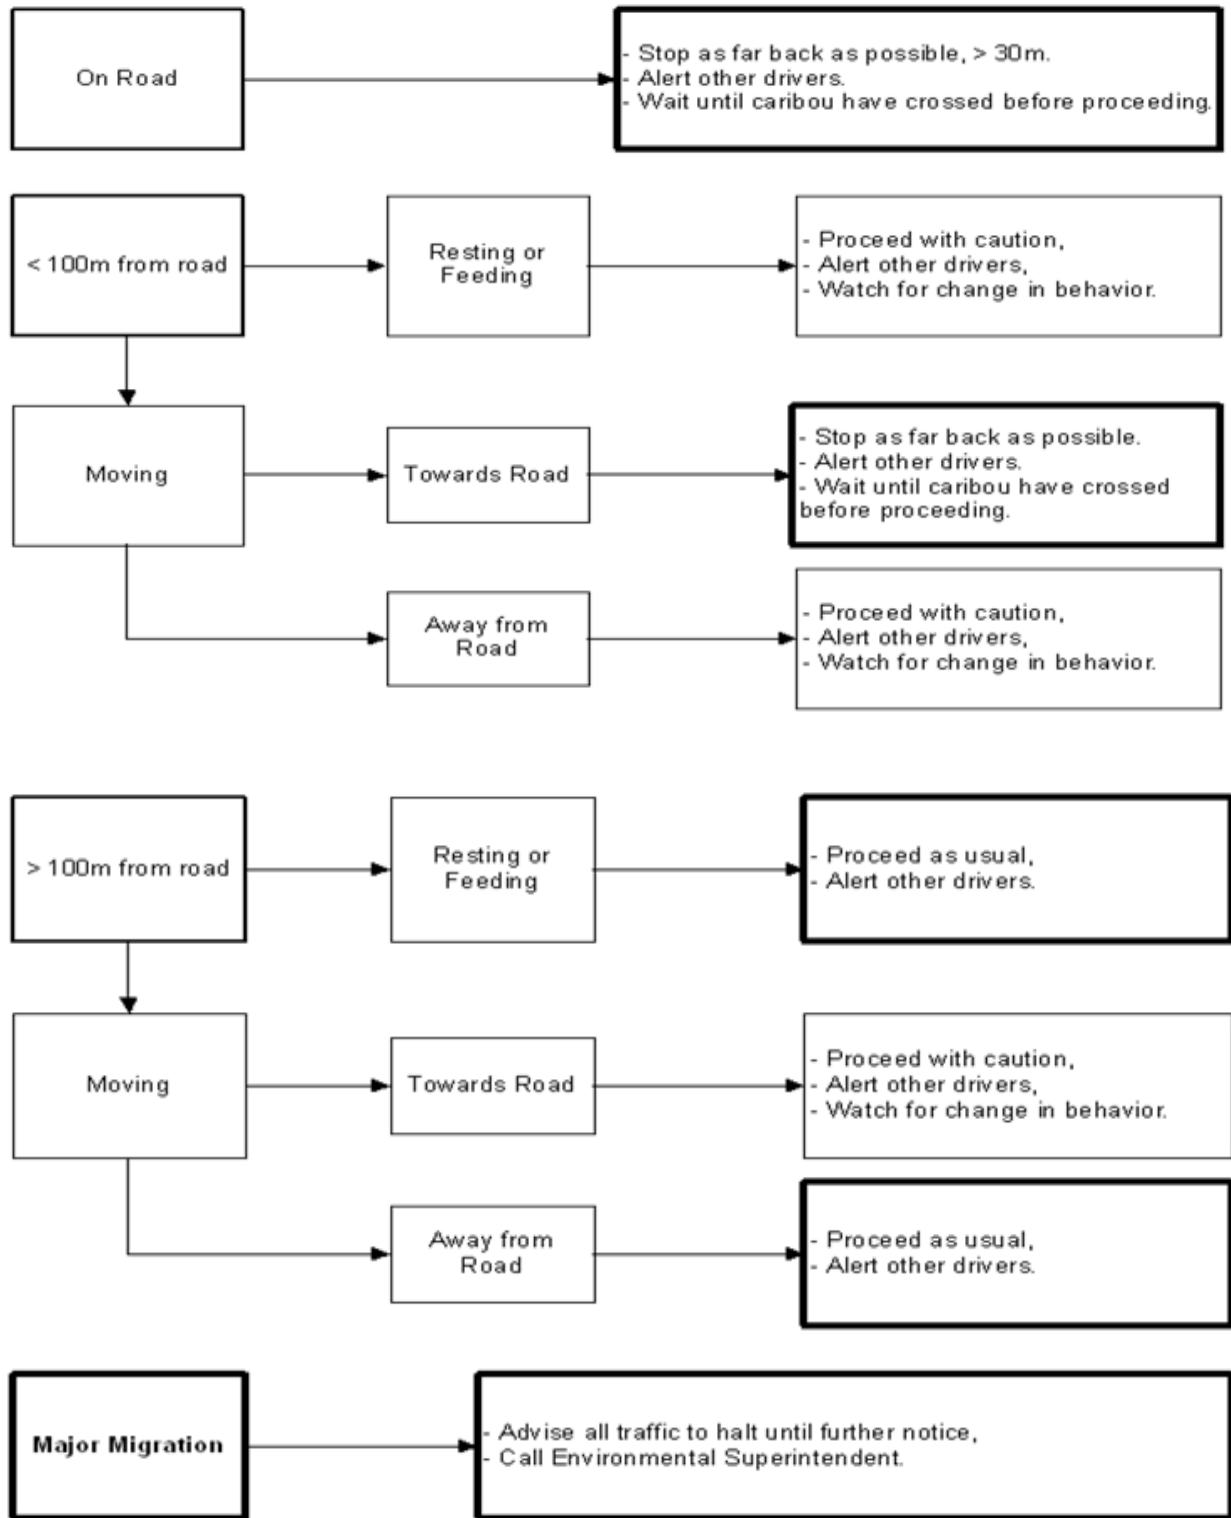 On Road
- Stop as far back as possible, > 30m.
- Alert other drivers.
- Wait until caribou have crossed before proceeding.
< 100m from road
Resting or
Feeding
- Proceed with caution,
- Alert other drivers,
- Watch for change in behavior.
Moving
Towards Road
- Stop as far back as possible.
- Alert other drivers.
- Wait until caribou have crossed
before proceeding.
Away from
Road
- Proceed with caution,
- Alert other drivers,
- Watch for change in behavior.
> 100m from road
Resting or
Feeding
- Proceed as usual,
- Alert other drivers.
Moving
Towards Road
- Proceed with caution,
- Alert other drivers,
- Watch for change in behavior.
Away from
Road
- Proceed as usual,
- Alert other drivers.
Major Migration
- Advise all traffic to halt until further notice,
- Call Environmental Superintendent.